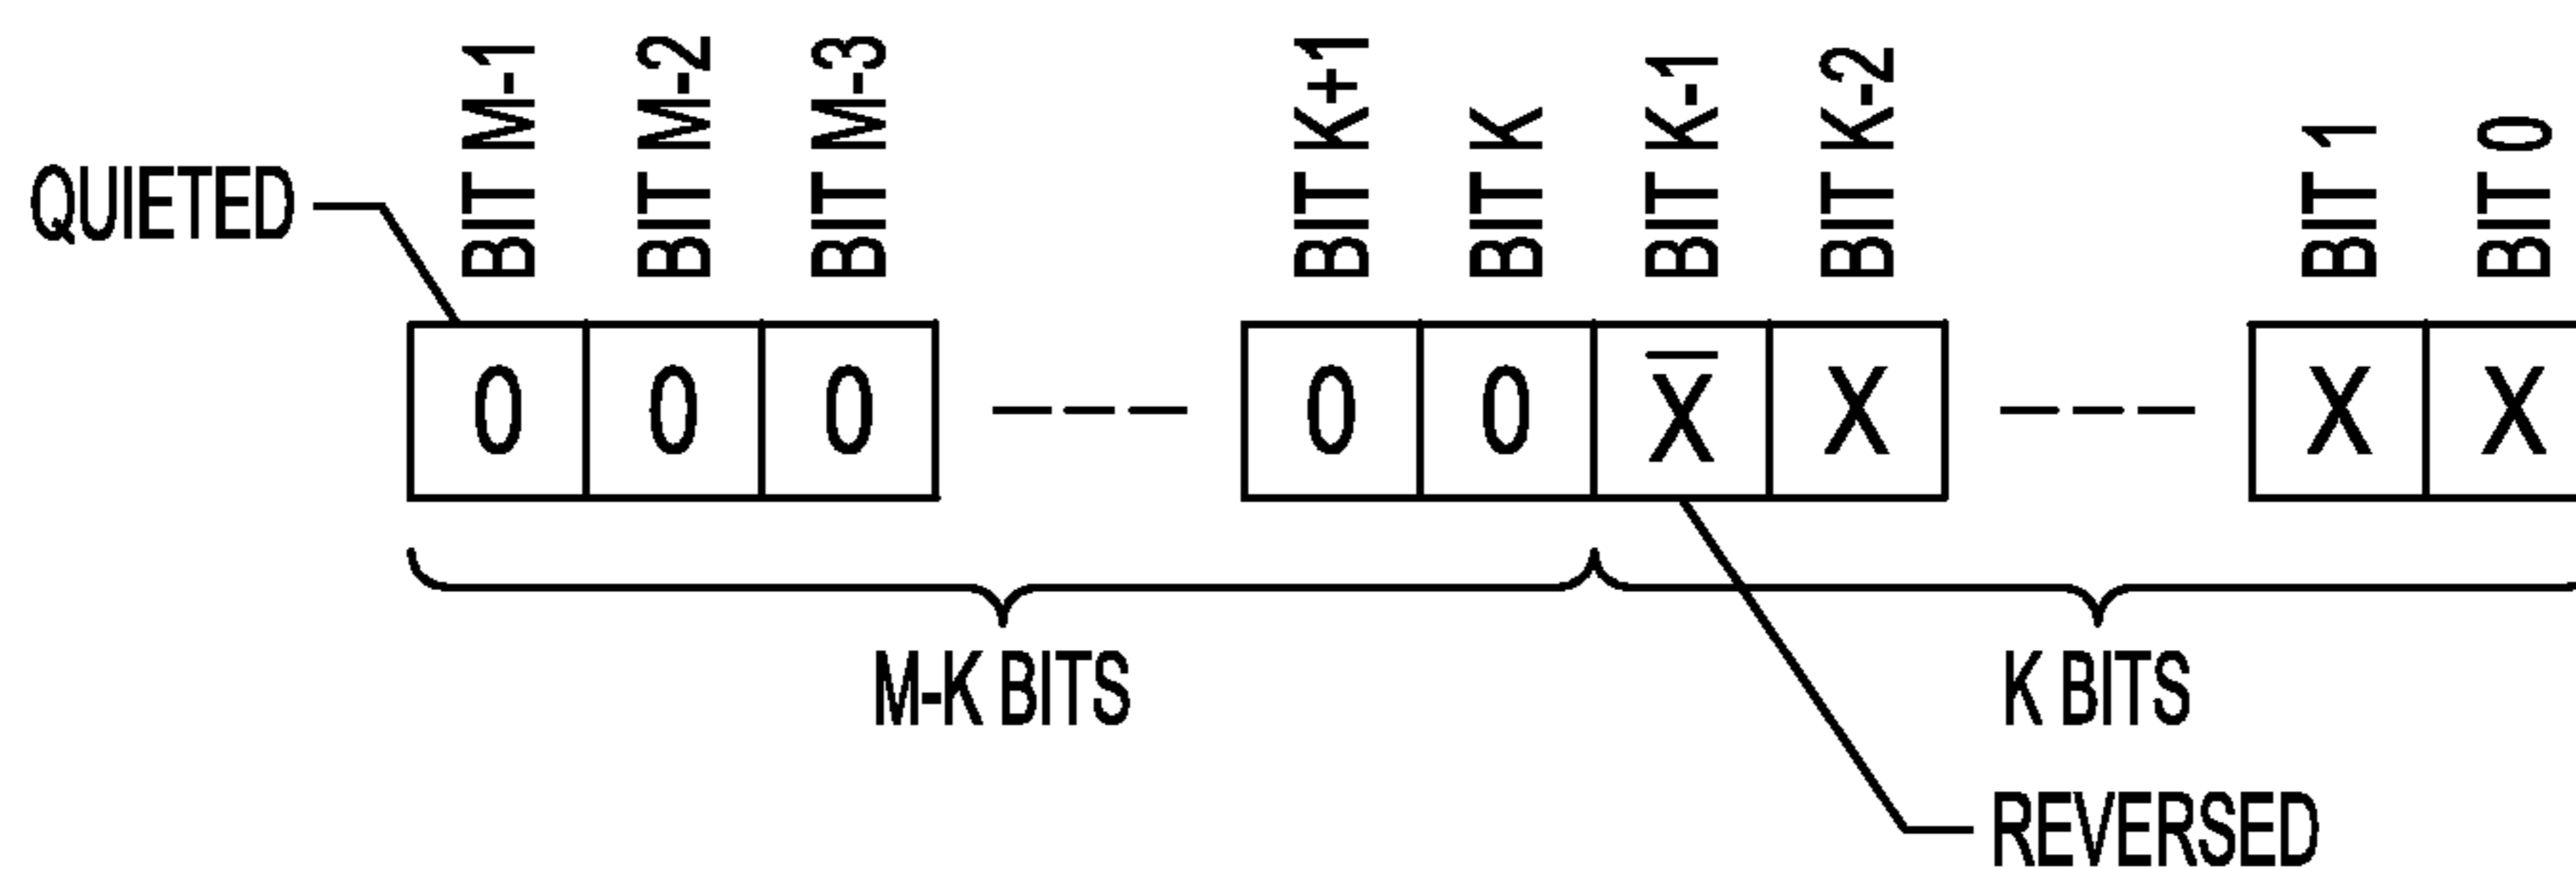 QUIETED
BIT M-1
BIT M-2
BIT M-3
BIT K+1
BIT K
BIT K-1
BIT K-2
BIT 1
BIT 0
0 0 0 --- 0 0 X̅ X --- X X
M-K BITS
K BITS
REVERSED